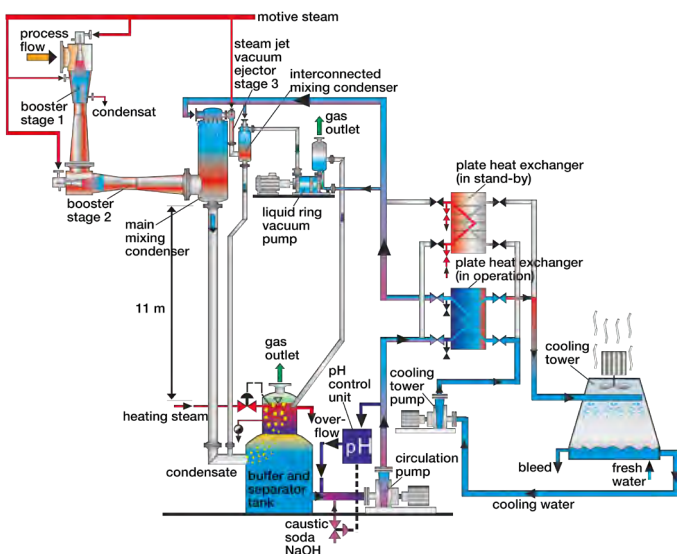 motive steam
process
flow
steam jet
vacuum
ejector
stage 3
interconnected
mixing condenser
booster
stage 1
condensat
gas
outlet
plate heat exchanger
(in stand-by)
booster
stage 2
main
mixing
condenser
liquid ring
vacuum
pump
plate heat exchanger
(in operation)
11 m
gas
outlet
pH
control
unit
cooling
tower
pump
cooling
tower
heating steam
over-
flow
pH
condensate
buffer and
separator
tank
circulation
pump
bleed
fresh
water
cooling water
caustic
soda
NaOH